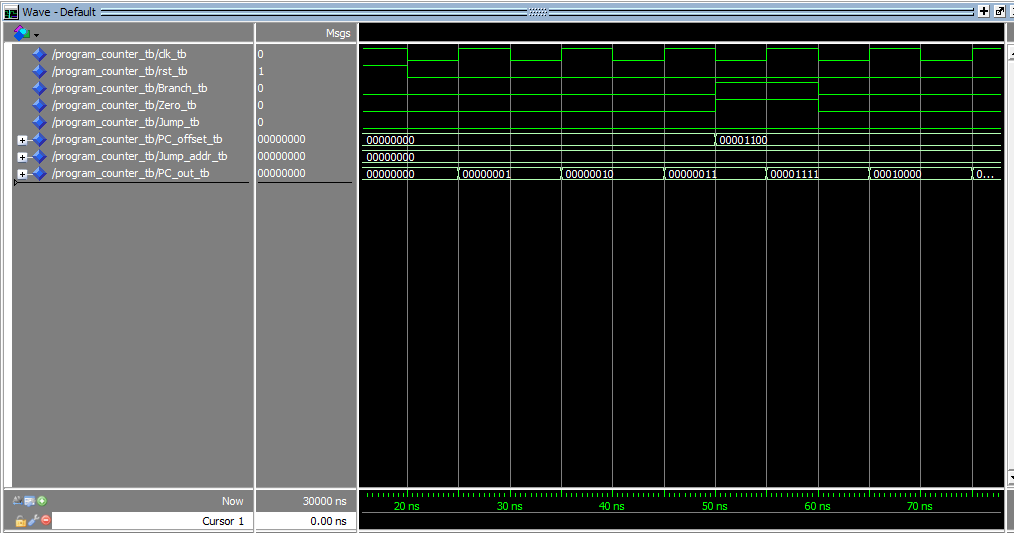 Wave - Default
Msgs
/program_counter_tb/clk_tb 0
/program_counter_tb/rst_tb 1
/program_counter_tb/Branch_tb 0
/program_counter_tb/Zero_tb 0
/program_counter_tb/Jump_tb 0
/program_counter_tb/PC_offset_tb 00000000 00000000 00001100
/program_counter_tb/Jump_addr_tb 00000000 00000000
/program_counter_tb/PC_out_tb 00000000 00000000 00000001 00000010 00000011 00001111 00010000 0...
Now 30000 ns 20 ns 30 ns 40 ns 50 ns 60 ns 70 ns
Cursor 1 0.00 ns